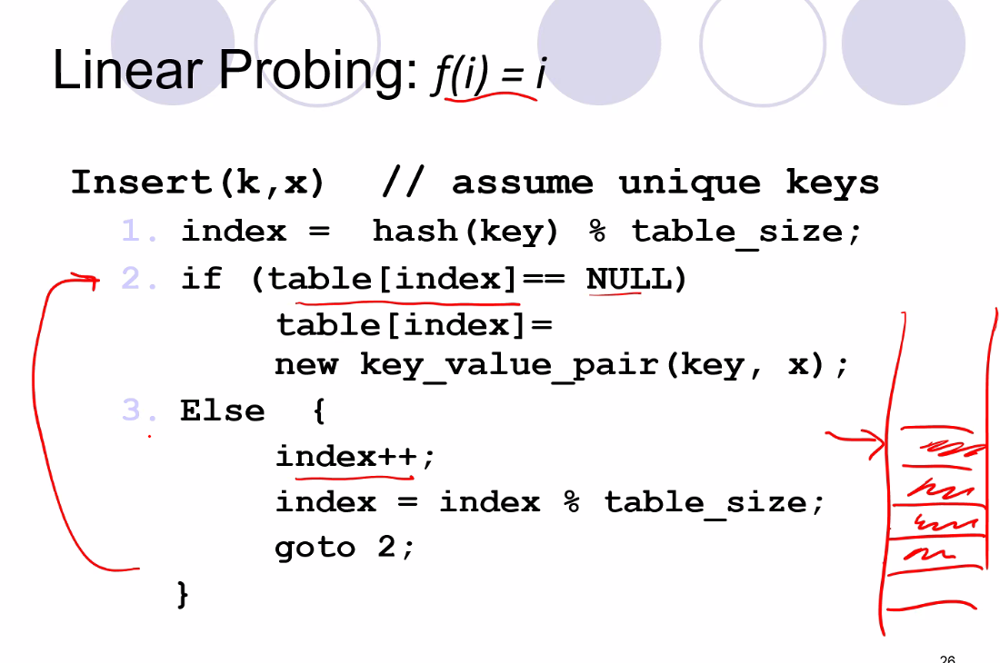 Linear Probing: f(i) = i
Insert(k,x) // assume unique keys
1. index = hash(key) % table_size;
2. if (table[index]== NULL)
table[index]=
new key_value_pair(key, x);
3. Else {
index++;
index = index % table_size;
goto 2;
}
26